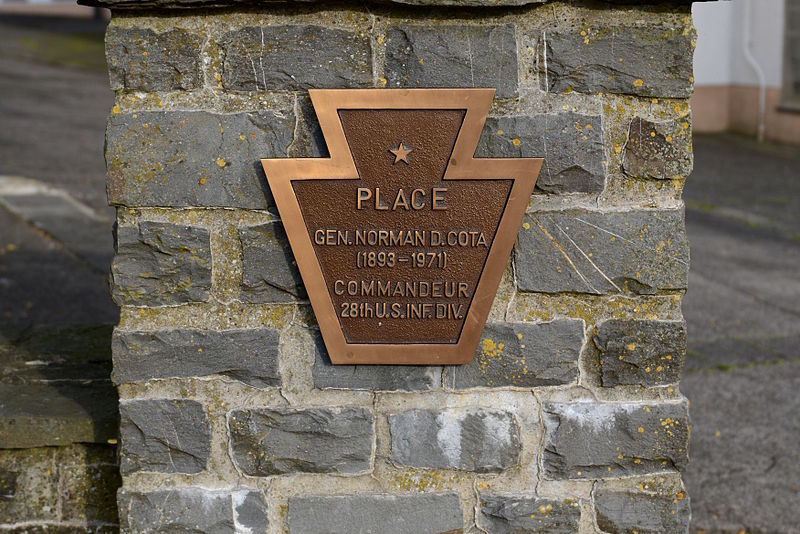 PLACE
GEN. NORMAN D. COTA
(1893-1971)
COMMANDEUR
28th U.S. INF. DIV.